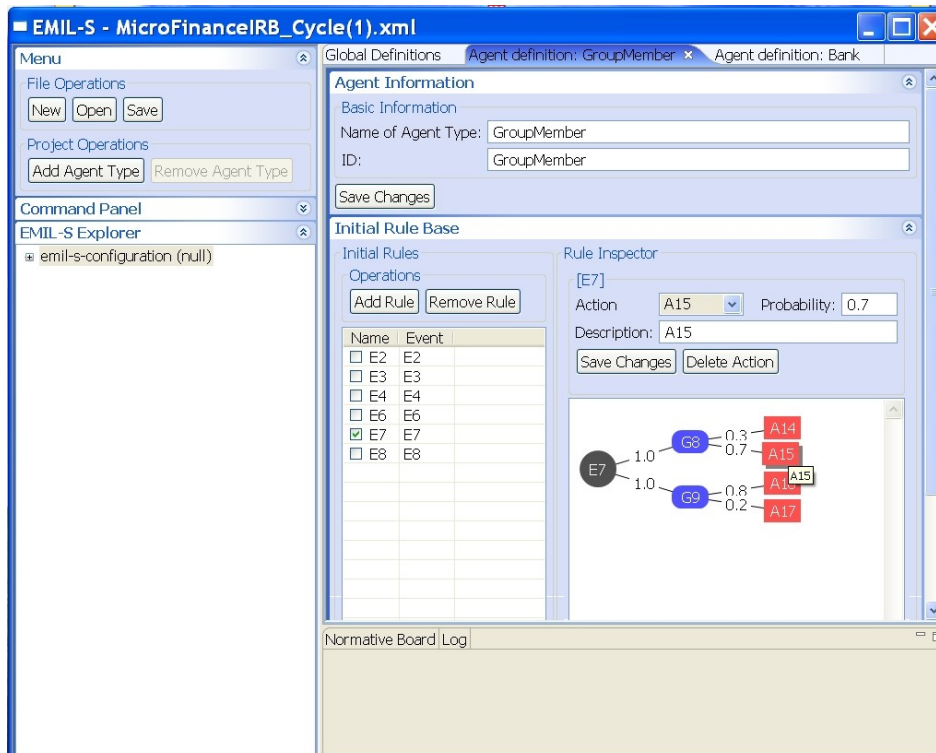 EMIL-S - MicroFinanceIRB_Cycle(1).xml
Menu
File Operations
New Open Save
Project Operations
Add Agent Type Remove Agent Type
Command Panel
EMIL-S Explorer
emil-s-configuration (null)
Global Definitions Agent definition: GroupMember Agent definition: Bank
Agent Information
Basic Information
Name of Agent Type: GroupMember
ID: GroupMember
Save Changes
Initial Rule Base
Initial Rules
Operations
Add Rule Remove Rule
Name Event
E2 E2
E3 E3
E4 E4
E6 E6
E7 E7
E8 E8
Rule Inspector
[E7]
Action A15 Probability: 0.7
Description: A15
Save Changes Delete Action
E7
1.0
1.0
G8
G9
0.3
0.7
0.8
0.2
A14
A15
A15
A17
Normative Board Log